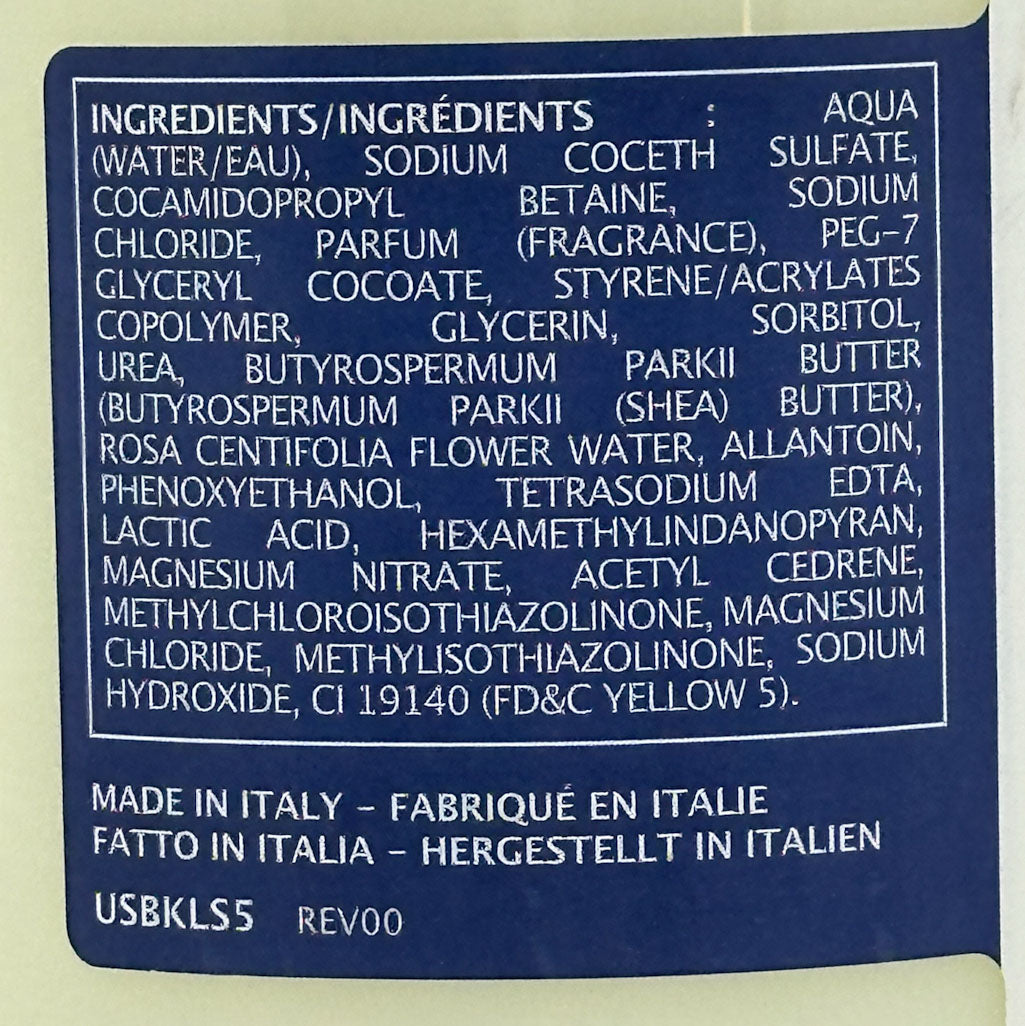 INGREDIENTS/INGRÉDIENTS : AQUA
(WATER/EAU), SODIUM COCETH SULFATE,
COCAMIDOPROPYL BETAINE, SODIUM
CHLORIDE, PARFUM (FRAGRANCE), PEG-7
GLYCERYL COCOATE, STYRENE/ACRYLATES
COPOLYMER, GLYCERIN, SORBITOL,
UREA, BUTYROSPERMUM PARKII BUTTER
(BUTYROSPERMUM PARKII (SHEA) BUTTER),
ROSA CENTIFOLIA FLOWER WATER, ALLANTOIN,
PHENOXYETHANOL, TETRASODIUM EDTA,
LACTIC ACID, HEXAMETHYLINDANOPYRAN,
MAGNESIUM NITRATE, ACETYL CEDRENE,
METHYLCHLOROISOTHIAZOLINONE, MAGNESIUM
CHLORIDE, METHYLISOTHIAZOLINONE, SODIUM
HYDROXIDE, CI 19140 (FD&C YELLOW 5).
MADE IN ITALY – FABRIQUÉ EN ITALIE
FATTO IN ITALIA – HERGESTELLT IN ITALIEN
USBKLS5 REV00